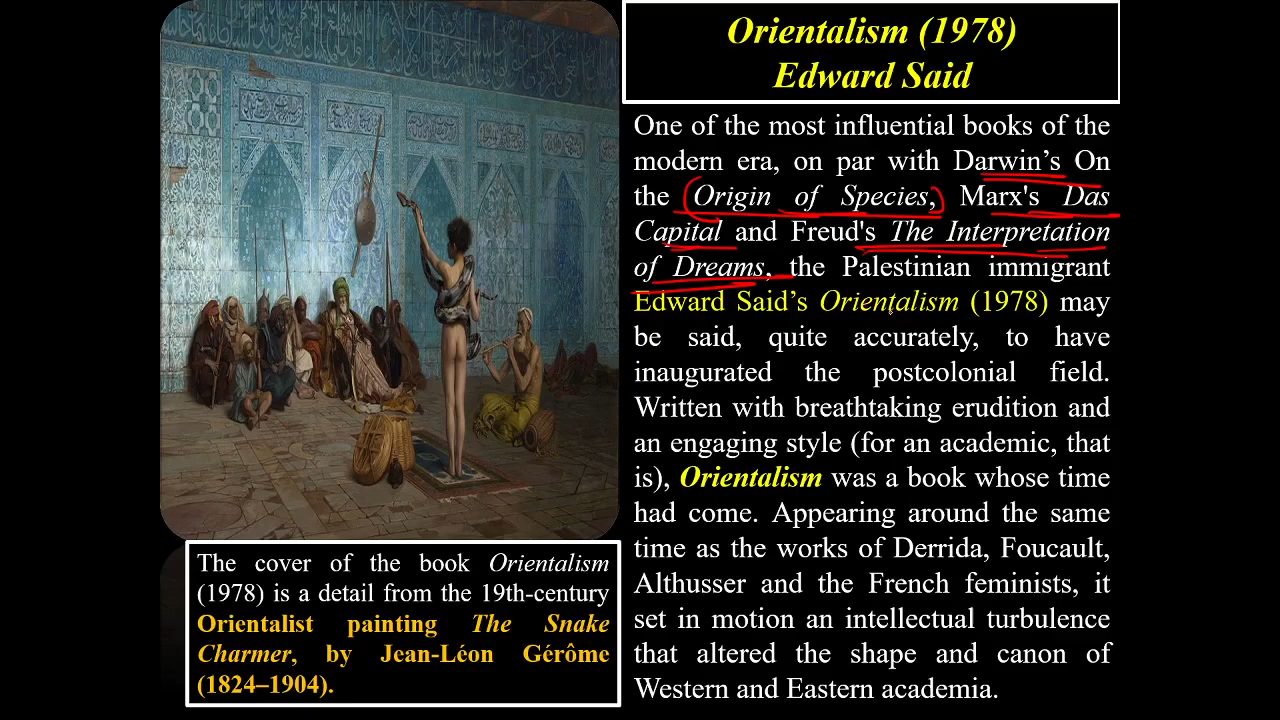 Orientalism (1978)
Edward Said
One of the most influential books of the
modern era, on par with Darwin’s On
the Origin of Species, Marx's Das
Capital and Freud's The Interpretation
of Dreams, the Palestinian immigrant
Edward Said’s Orientalism (1978) may
be said, quite accurately, to have
inaugurated the postcolonial field.
Written with breathtaking erudition and
an engaging style (for an academic, that
is), Orientalism was a book whose time
had come. Appearing around the same
time as the works of Derrida, Foucault,
Althusser and the French feminists, it
set in motion an intellectual turbulence
that altered the shape and canon of
Western and Eastern academia.
The cover of the book Orientalism
(1978) is a detail from the 19th-century
Orientalist painting The Snake
Charmer, by Jean-Léon Gérôme
(1824–1904).